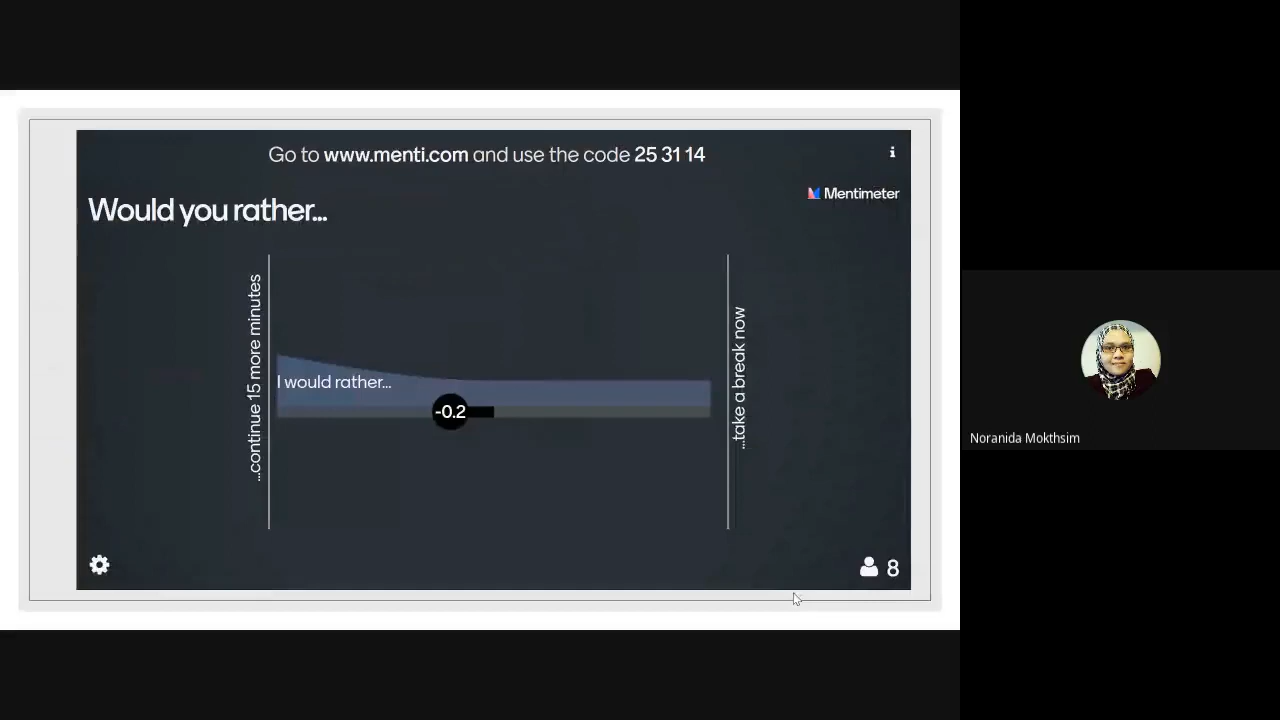 Go to www.menti.com and use the code 25 31 14
i
Mentimeter
Would you rather...
...continue 15 more minutes
I would rather...
-0.2
...take a break now
8
Noranida Mokthsim